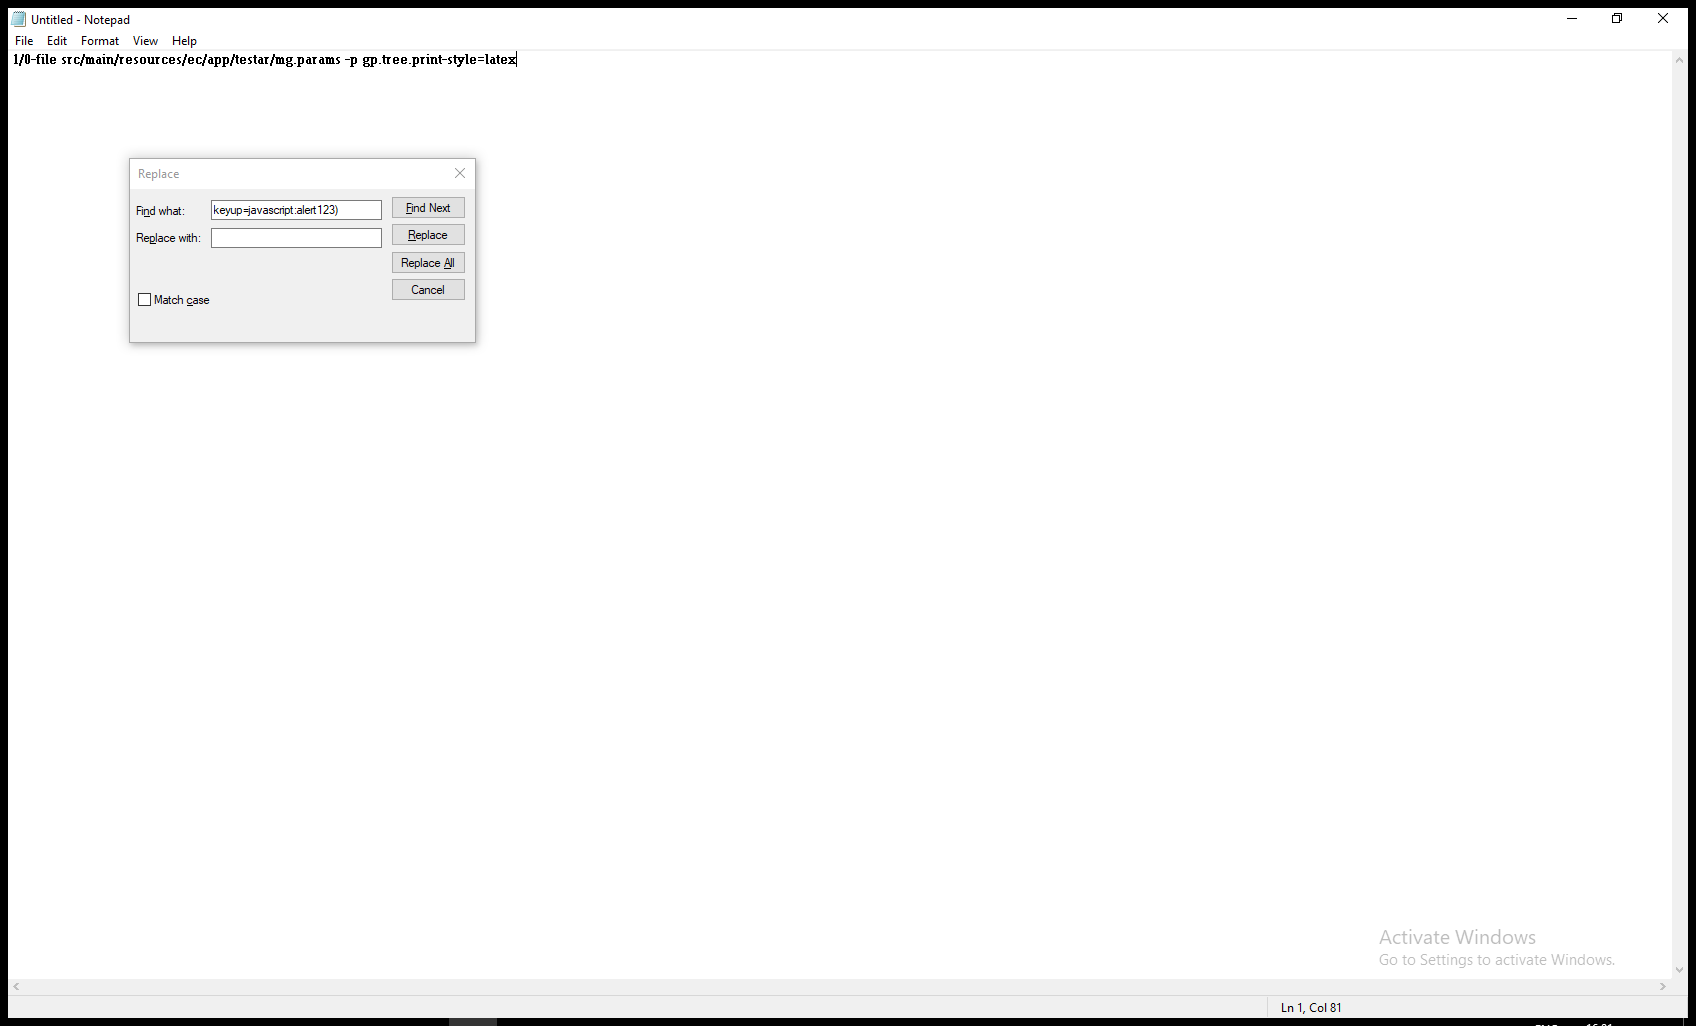 Untitled - Notepad
File Edit Format View Help
1/0-file src/main/resources/ec/app/testar/mg.params -p gp.tree.print-style=latex
Replace
Find what: keyup=javascript:alert123) Find Next
Replace with: Replace
Replace All
Cancel
Match case
Activate Windows
Go to Settings to activate Windows.
Ln 1, Col 81